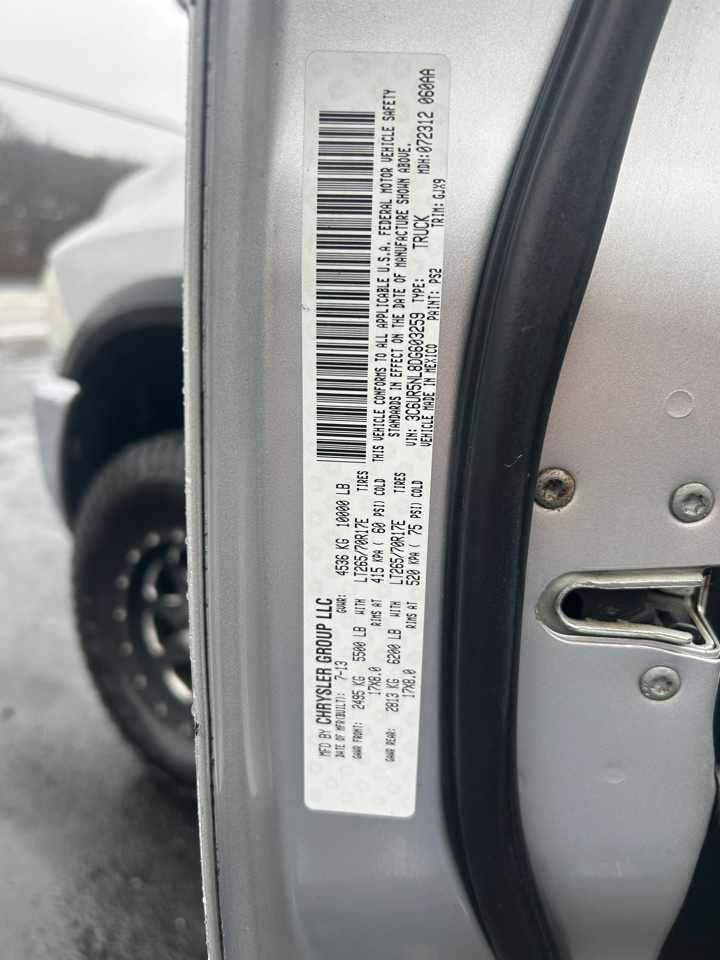 MFD BY CHRYSLER GROUP LLC
DATE OF MFR(BUILT): 7-13 GVWR: 4536 KG 10000 LB
GAWR FRONT: 2495 KG 5500 LB WITH LT265/70R17E TIRES
17X8.0 RIMS AT 415 KPA ( 60 PSI) COLD
GAWR REAR: 2813 KG 6200 LB WITH LT265/70R17E TIRES
17X8.0 RIMS AT 520 KPA ( 75 PSI) COLD
THIS VEHICLE CONFORMS TO ALL APPLICABLE U.S.A. FEDERAL MOTOR VEHICLE SAFETY
STANDARDS IN EFFECT ON THE DATE OF MANUFACTURE SHOWN ABOVE.
VIN: 3C6UR5NL8DG603259 TYPE: TRUCK MDH:072312 060AA
VEHICLE MADE IN MEXICO PAINT: PS2 TRIM: GJX9